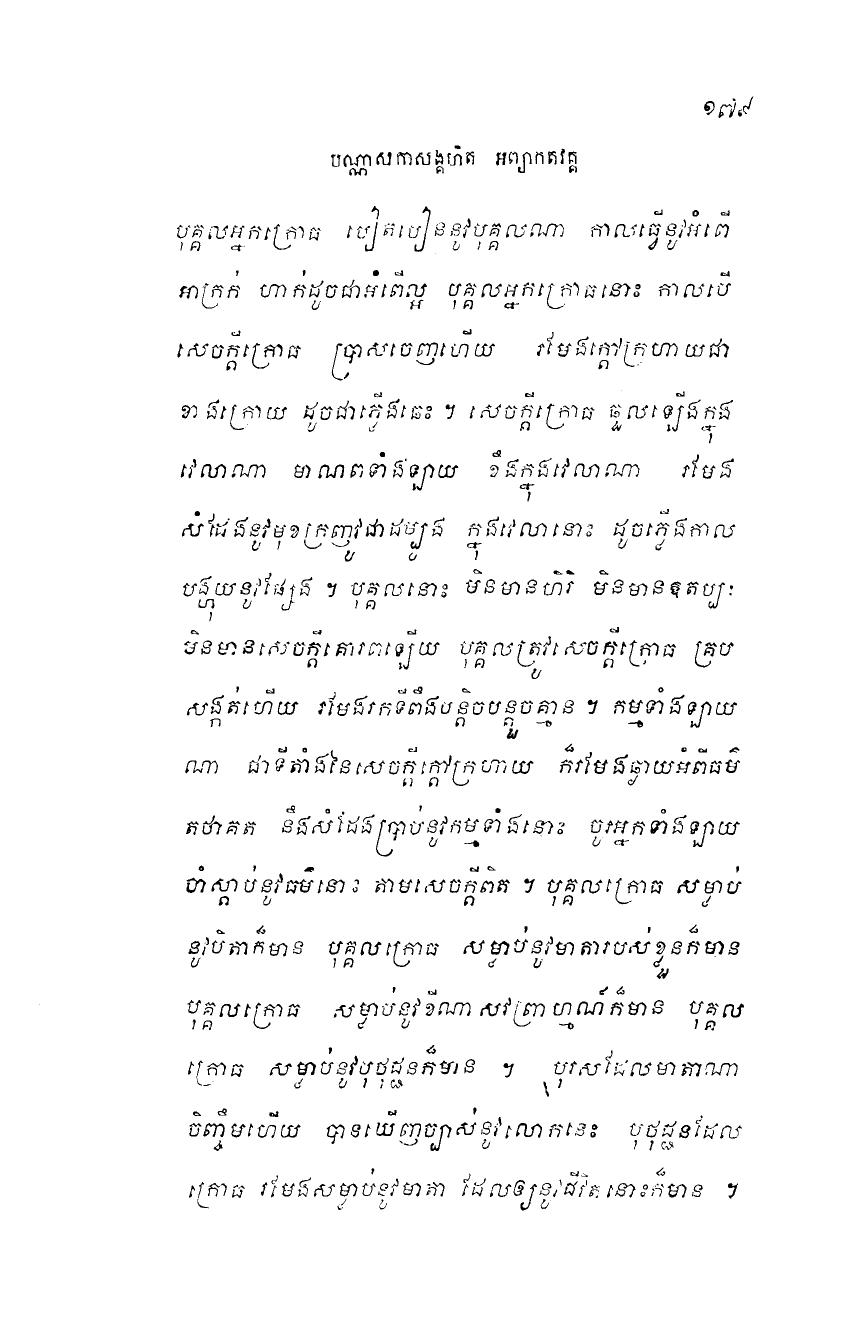 ១៧៩
បណ្ណាសកាសង្គហិត អព្យាកតវគ្គ
បុគ្គលអ្នកក្រោធ បៀតបៀននូវបុគ្គលណា កាលធ្វើនូវអំពើ
អាក្រក់ ហាក់ដូចជាអំពើល្អ បុគ្គលអ្នកក្រោធនោះ កាលបើ
សេចក្តីក្រោធ ប្រាសចេញហើយ រមែងក្តៅក្រហាយជា
ខាងក្រោយ ដូចជាភ្លើងឆេះ ។ សេចក្តីក្រោធ ផ្ទួលឡើងក្នុង
វេលាណា មាណពទាំងឡាយ ខឹងក្នុងវេលាណា រមែង
សំដែងនូវមុខក្រញូវជាដម្បូង ក្នុងវេលានោះ ដូចភ្លើងកាល
បង្ហុយនូវផ្សែង ។ បុគ្គលនោះ មិនមានហិរិ មិនមានឧតប្បៈ
មិនមានសេចក្តីគោរពឡើយ បុគ្គលត្រូវសេចក្តីក្រោធ គ្រប
សង្កត់ហើយ រមែងរកទីពឹងបន្តិចបន្តួចគ្មាន ។ កម្មទាំងឡាយ
ណា ជាទីតាំងនៃសេចក្តីក្តៅក្រហាយ ក៏រមែងឆ្ងាយអំពីធម៌
តថាគត នឹងសំដែងប្រាប់នូវកម្មទាំងនោះ ចូរអ្នកទាំងឡាយ
ចាំស្តាប់នូវធម៌នោះ តាមសេចក្តីពិត ។ បុគ្គលក្រោធ សម្លាប់
នូវបិតាក៏មាន បុគ្គលក្រោធ សម្លាប់នូវមាតារបស់ខ្លួនក៏មាន
បុគ្គលក្រោធ សម្លាប់នូវខីណាសវព្រាហ្មណ៍ក៏មាន បុគ្គល
ក្រោធ សម្លាប់នូវបុថុជ្ជនក៏មាន ។ បុរសដែលមាតាណា
ចិញ្ចឹមហើយ បានឃើញច្បាស់នូវលោកនេះ បុថុជ្ជនដែល
ក្រោធ រមែងសម្លាប់នូវមាតា ដែលឲ្យនូវជីវិតនោះក៏មាន ។